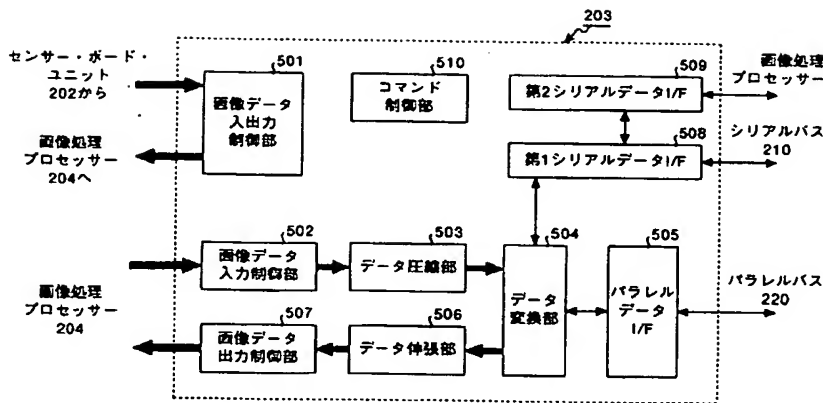 203
センサー・ボード・
ユニット
202から
501
画像データ
入出力
制御部
510
コマンド
制御部
509
第2シリアルデータI/F
画像処理
プロセッサー
508
第1シリアルデータI/F
シリアルバス
210
画像処理
プロセッサー
204へ
502
画像データ
入力制御部
503
データ圧縮部
504
データ
変換部
505
パラレル
データ
I/F
パラレルバス
220
画像処理
プロセッサー
204
507
画像データ
出力制御部
506
データ伸張部